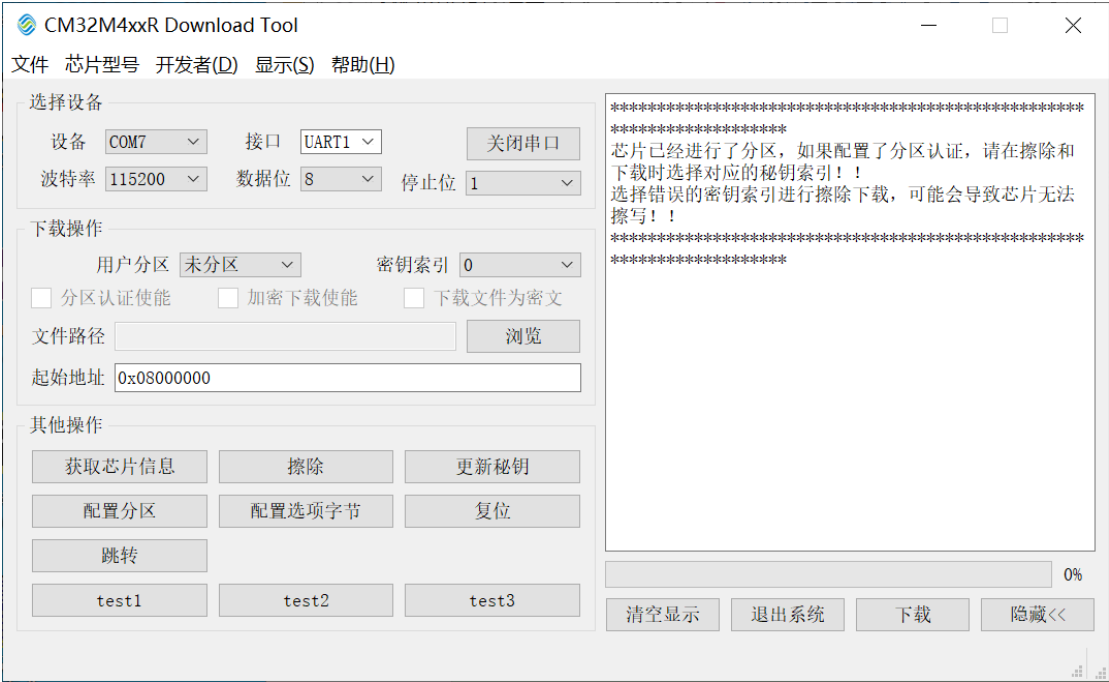 CM32M4xxR Download Tool
文件 芯片型号 开发者(D) 显示(S) 帮助(H)
选择设备
设备 COM7 接口 UART1 关闭串口
波特率 115200 数据位 8 停止位 1
下载操作
用户分区 未分区 密钥索引 0
分区认证使能 加密下载使能 下载文件为密文
文件路径 浏览
起始地址 0x08000000
其他操作
获取芯片信息 擦除 更新秘钥
配置分区 配置选项字节 复位
跳转
test1 test2 test3
***************************************************
*******************
芯片已经进行了分区，如果配置了分区认证，请在擦除和
下载时选择对应的秘钥索引！！
选择错误的密钥索引进行擦除下载，可能会导致芯片无法
擦写！！
***************************************************
*******************
0%
清空显示 退出系统 下载 隐藏<<